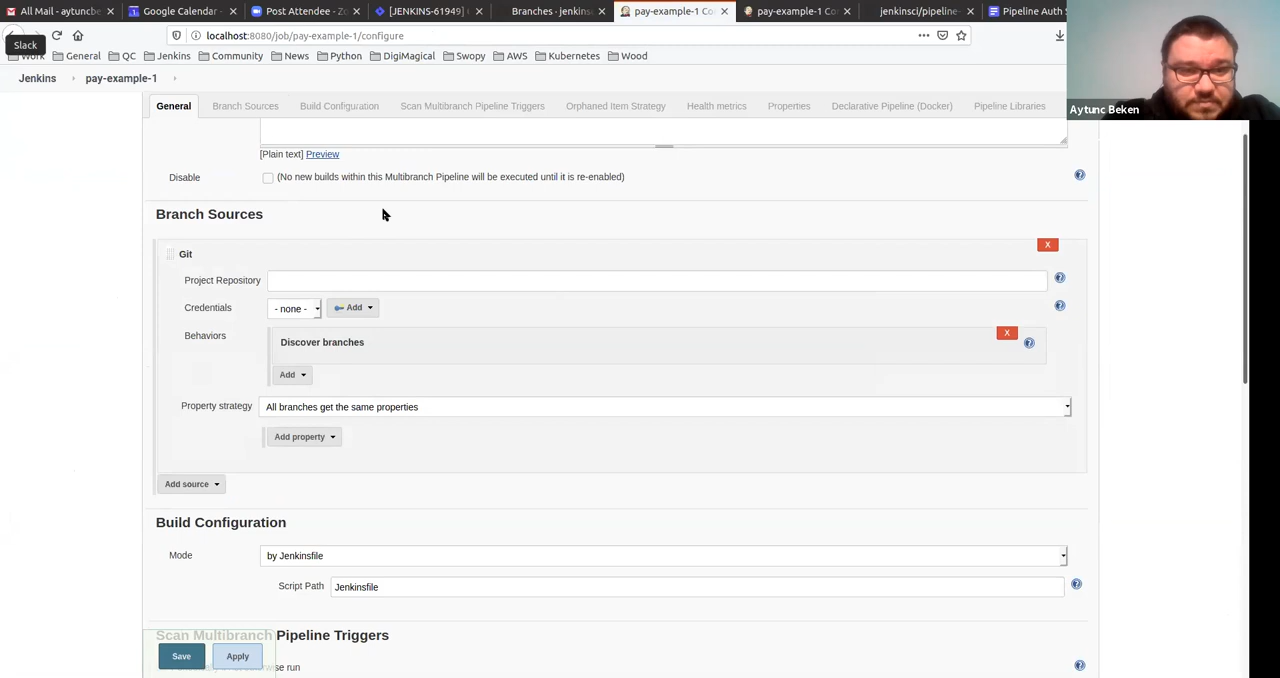 All Mail - aytuncbe
Google Calendar -
Post Attendee - Zo
[JENKINS-61949]
Branches · jenkins
pay-example-1 Co
pay-example-1 Co
jenkinsci/pipeline-
Pipeline Auth S
Slack
localhost:8080/job/pay-example-1/configure
Work General QC Jenkins Community News Python DigiMagical Swopy AWS Kubernetes Wood
Jenkins pay-example-1
Aytunc Beken
General Branch Sources Build Configuration Scan Multibranch Pipeline Triggers Orphaned Item Strategy Health metrics Properties Declarative Pipeline (Docker) Pipeline Libraries
[Plain text] Preview
Disable (No new builds within this Multibranch Pipeline will be executed until it is re-enabled)
Branch Sources
Git
X
Project Repository
Credentials - none - Add
Behaviors
Discover branches
X
Add
Property strategy All branches get the same properties
Add property
Add source
Build Configuration
Mode by Jenkinsfile
Script Path Jenkinsfile
Scan Multibranch Pipeline Triggers
Save Apply
se run